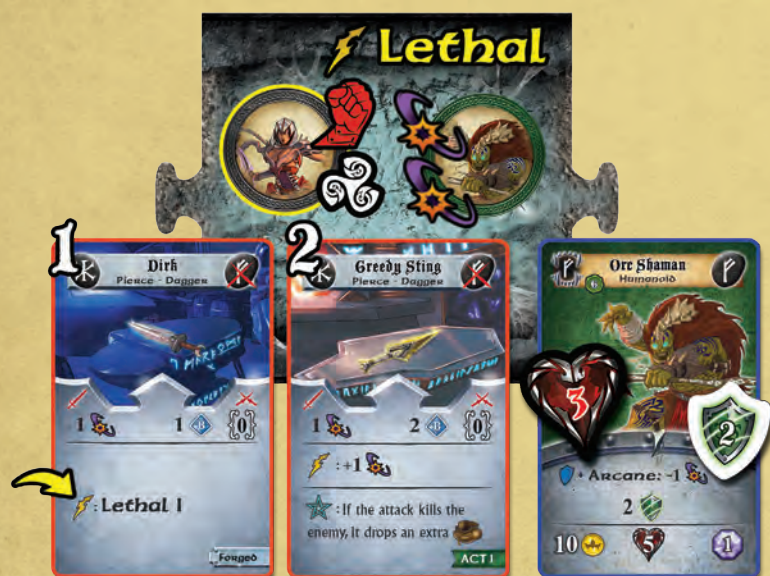 Lethal
1
Dirk
Pierce - Dagger
1 1 B 0
: Lethal 1
Forged
2
Greedy Sting
Pierce - Dagger
1 2 B 0
: +1
: If the attack kills the
enemy, it drops an extra
ACT 1
Orc Shaman
Humanoid
6
3
2
+ Arcane: -1
2
10 5 1